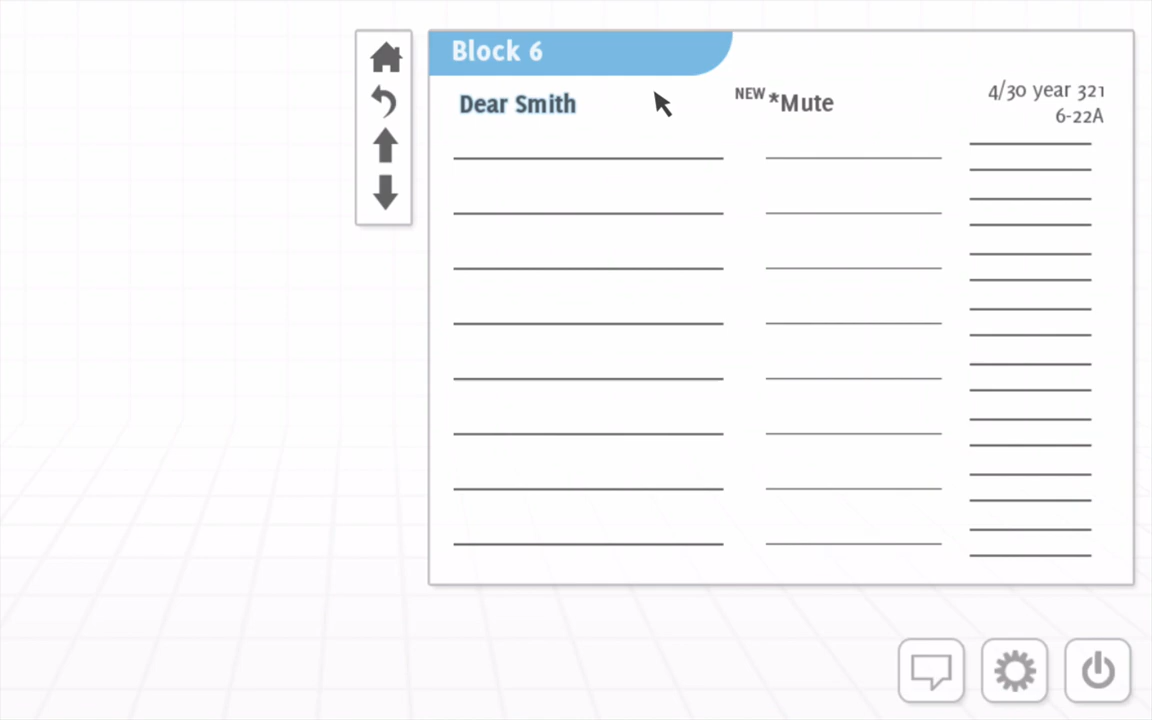 Block 6
Dear Smith
NEW *Mute
4/30 year 321
6-22A